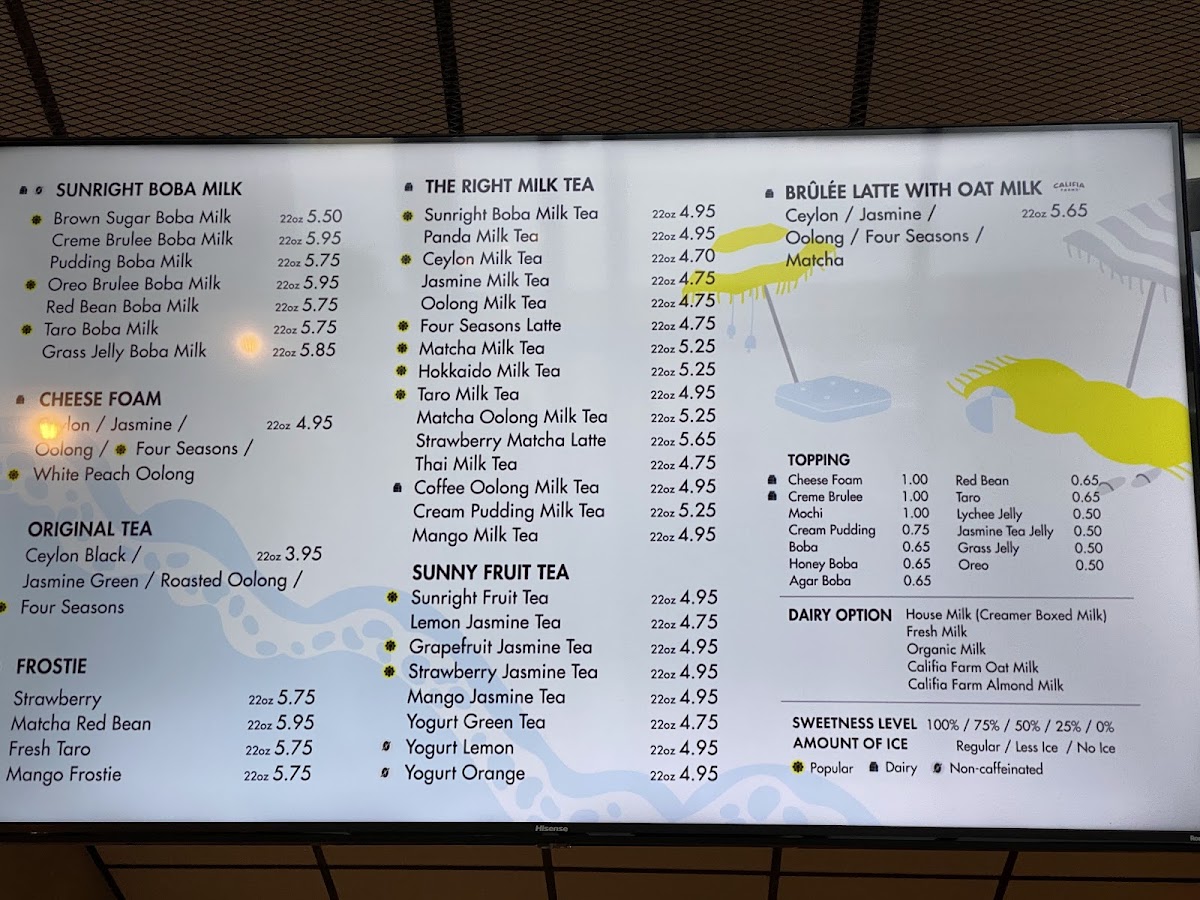 SUNRIGHT BOBA MILK
Brown Sugar Boba Milk 22oz 5.50
Creme Brulee Boba Milk 22oz 5.95
Pudding Boba Milk 22oz 5.75
Oreo Brulee Boba Milk 22oz 5.95
Red Bean Boba Milk 22oz 5.75
Taro Boba Milk 22oz 5.75
Grass Jelly Boba Milk 22oz 5.85
CHEESE FOAM
Ceylon / Jasmine / 22oz 4.95
Oolong / Four Seasons /
White Peach Oolong
ORIGINAL TEA
Ceylon Black / 22oz 3.95
Jasmine Green / Roasted Oolong /
Four Seasons
FROSTIE
Strawberry 22oz 5.75
Matcha Red Bean 22oz 5.95
Fresh Taro 22oz 5.75
Mango Frostie 22oz 5.75
THE RIGHT MILK TEA
Sunright Boba Milk Tea 22oz 4.95
Panda Milk Tea 22oz 4.95
Ceylon Milk Tea 22oz 4.70
Jasmine Milk Tea 22oz 4.75
Oolong Milk Tea 22oz 4.75
Four Seasons Latte 22oz 4.75
Matcha Milk Tea 22oz 5.25
Hokkaido Milk Tea 22oz 5.25
Taro Milk Tea 22oz 4.95
Matcha Oolong Milk Tea 22oz 5.25
Strawberry Matcha Latte 22oz 5.65
Thai Milk Tea 22oz 4.75
Coffee Oolong Milk Tea 22oz 4.95
Cream Pudding Milk Tea 22oz 5.25
Mango Milk Tea 22oz 4.95
SUNNY FRUIT TEA
Sunright Fruit Tea 22oz 4.95
Lemon Jasmine Tea 22oz 4.75
Grapefruit Jasmine Tea 22oz 4.95
Strawberry Jasmine Tea 22oz 4.95
Mango Jasmine Tea 22oz 4.95
Yogurt Green Tea 22oz 4.75
Yogurt Lemon 22oz 4.95
Yogurt Orange 22oz 4.95
BRÛLÉE LATTE WITH OAT MILK CALIFIA FARMS
Ceylon / Jasmine / 22oz 5.65
Oolong / Four Seasons /
Matcha
TOPPING
Cheese Foam 1.00
Creme Brulee 1.00
Mochi 1.00
Cream Pudding 0.75
Boba 0.65
Honey Boba 0.65
Agar Boba 0.65
Red Bean 0.65
Taro 0.65
Lychee Jelly 0.50
Jasmine Tea Jelly 0.50
Grass Jelly 0.50
Oreo 0.50
DAIRY OPTION House Milk (Creamer Boxed Milk)
Fresh Milk
Organic Milk
Califia Farm Oat Milk
Califia Farm Almond Milk
SWEETNESS LEVEL 100% / 75% / 50% / 25% / 0%
AMOUNT OF ICE Regular / Less Ice / No Ice
Popular Dairy Non-caffeinated
Hisense